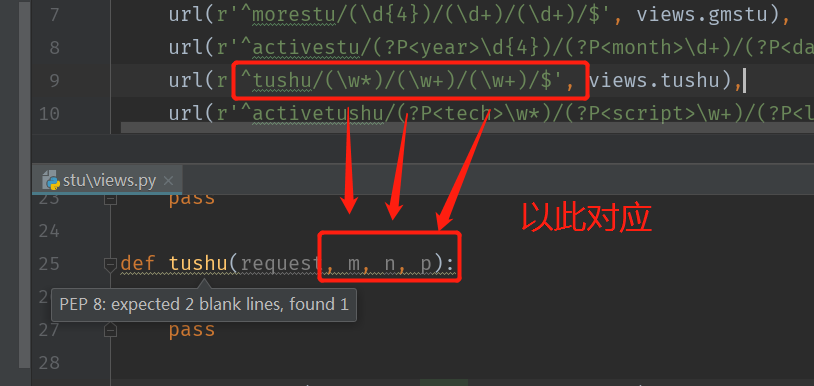 7 url(r'^morestu/(\d{4})/(\d+)/(\d+)/$', views.gmstu),
8 url(r'^activestu/(?P<year>\d{4})/(?P<month>\d+)/(?P<da
9 url(r'^tushu/(\w*)/(\w+)/(\w+)/$', views.tushu),
10 url(r'^activetushu/(?P<tech>\w*)/(?P<script>\w+)/(?P<l
stu\views.py
23 pass
24
以此对应
25 def tushu(request, m, n, p):
PEP 8: expected 2 blank lines, found 1
27 pass
28